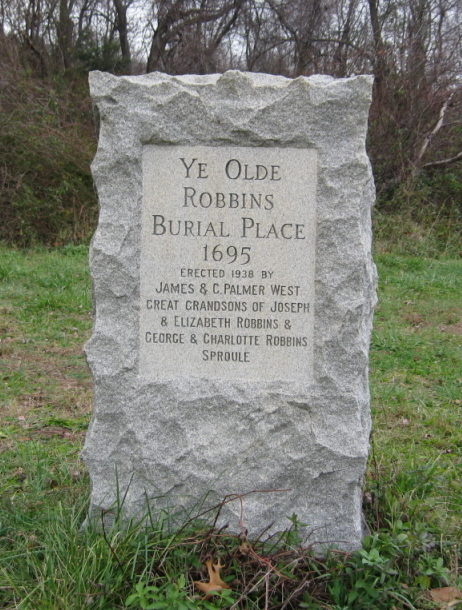 Ye Olde
Robbins
Burial Place
1695
ERECTED 1938 BY
JAMES & C. PALMER WEST
GREAT GRANDSONS OF JOSEPH
& ELIZABETH ROBBINS &
GEORGE & CHARLOTTE ROBBINS
SPROULE